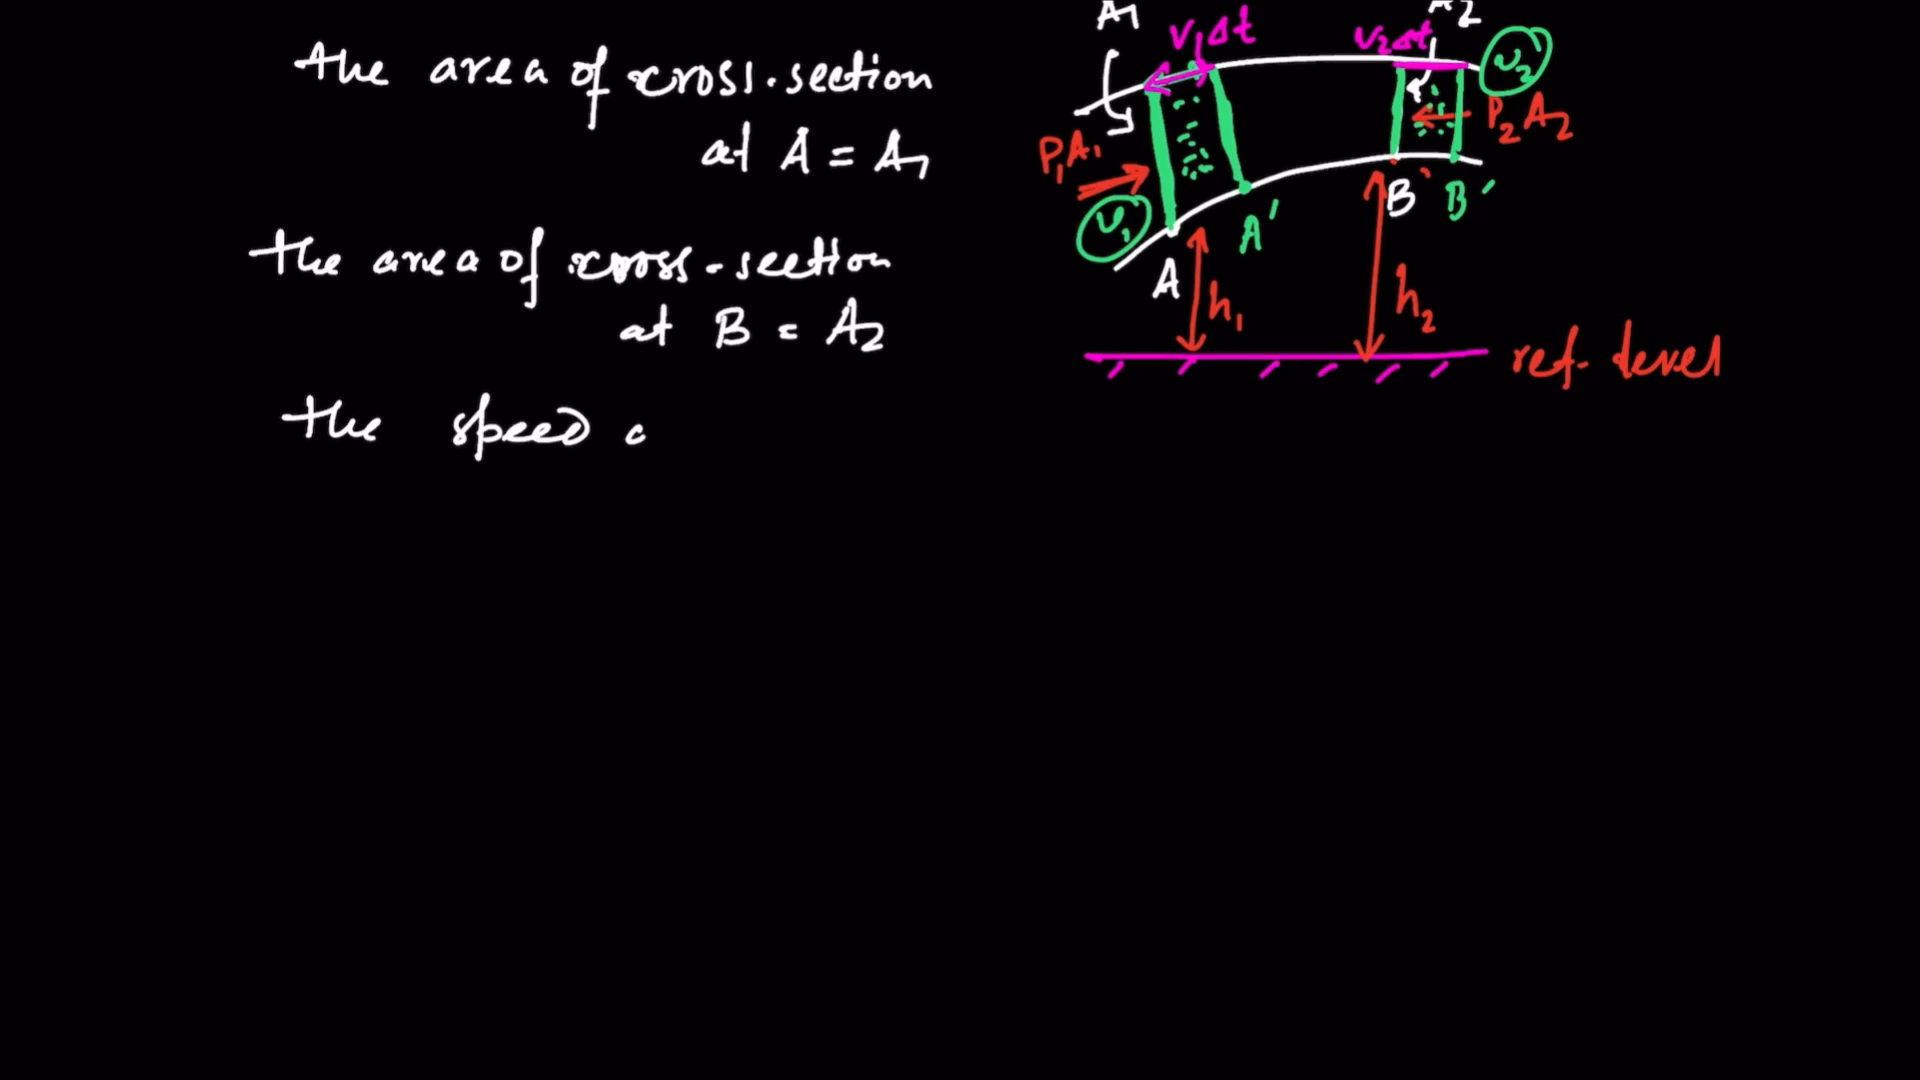 the area of cross-section
at A = A1
the area of cross-section
at B = A2
the speed o
A1
A2
V1Δt
V2Δt
v2
P1A1
P2A2
v1
A'
B
B'
A
h1
h2
ref. level